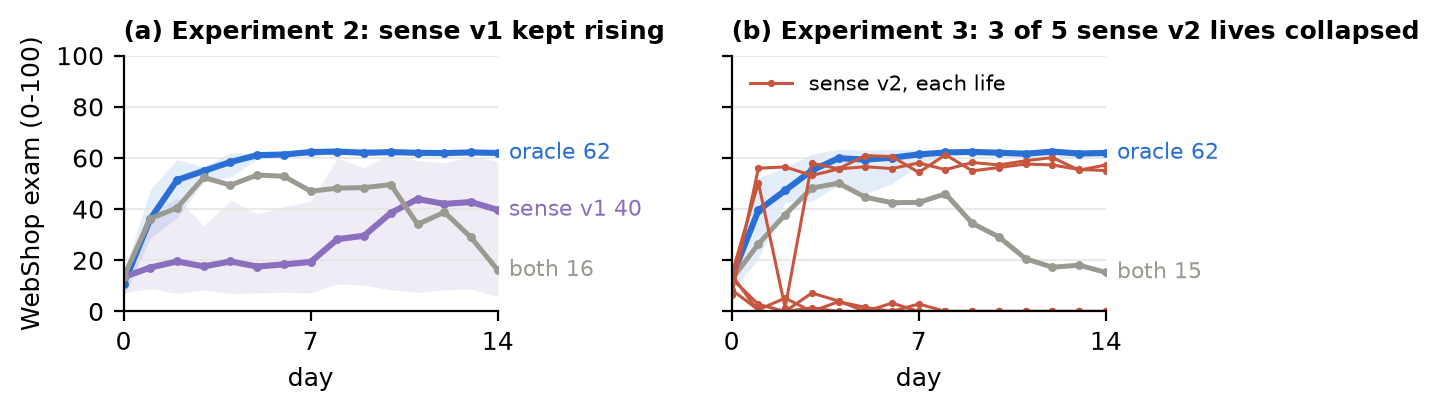 (a) Experiment 2: sense v1 kept rising
WebShop exam (0-100)
100
80
60
40
20
0
0
7
14
day
oracle 62
sense v1 40
both 16
(b) Experiment 3: 3 of 5 sense v2 lives collapsed
sense v2, each life
oracle 62
both 15
0
7
14
day